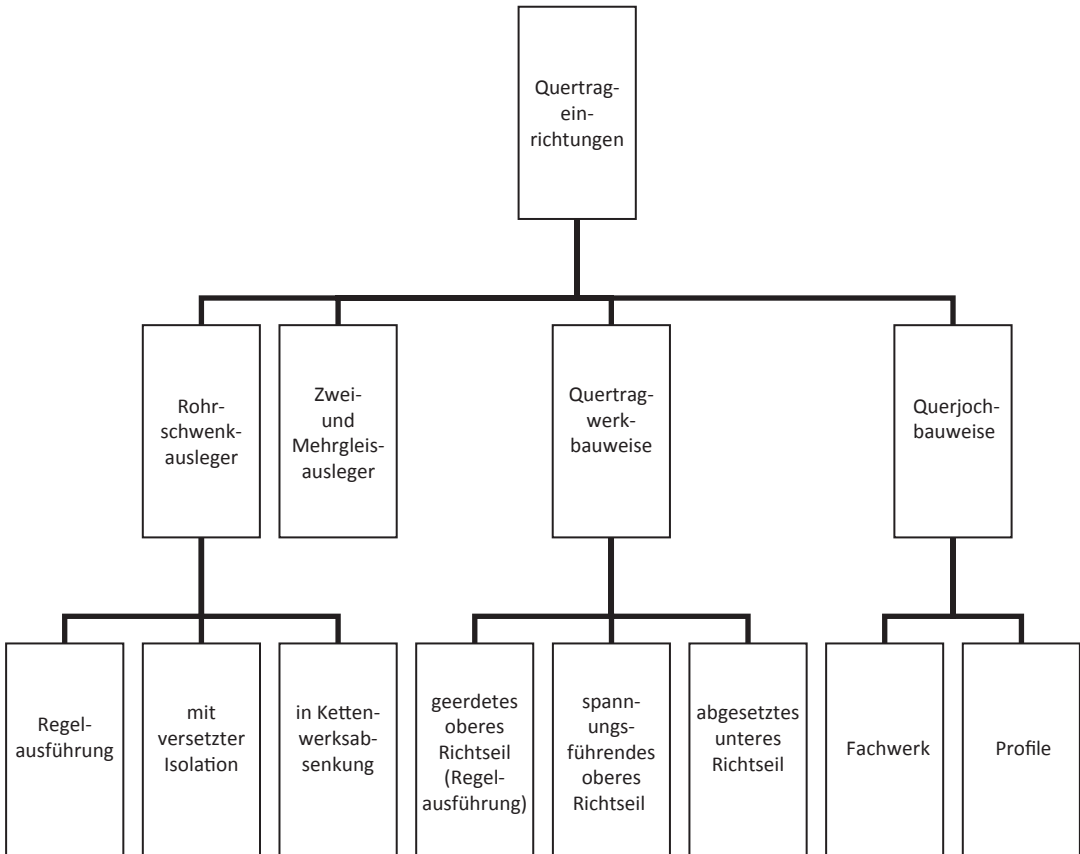 Quertrag-
ein-
richtungen
Rohr-
schwenk-
ausleger
Zwei-
und
Mehrgleis-
ausleger
Quertrag-
werk-
bauweise
Querjoch-
bauweise
Regel-
ausführung
mit
versetzter
Isolation
in Ketten-
werksab-
senkung
geerdetes
oberes
Richtseil
(Regel-
ausführung)
spann-
ungs-
führendes
oberes
Richtseil
abgesetztes
unteres
Richtseil
Fachwerk
Profile